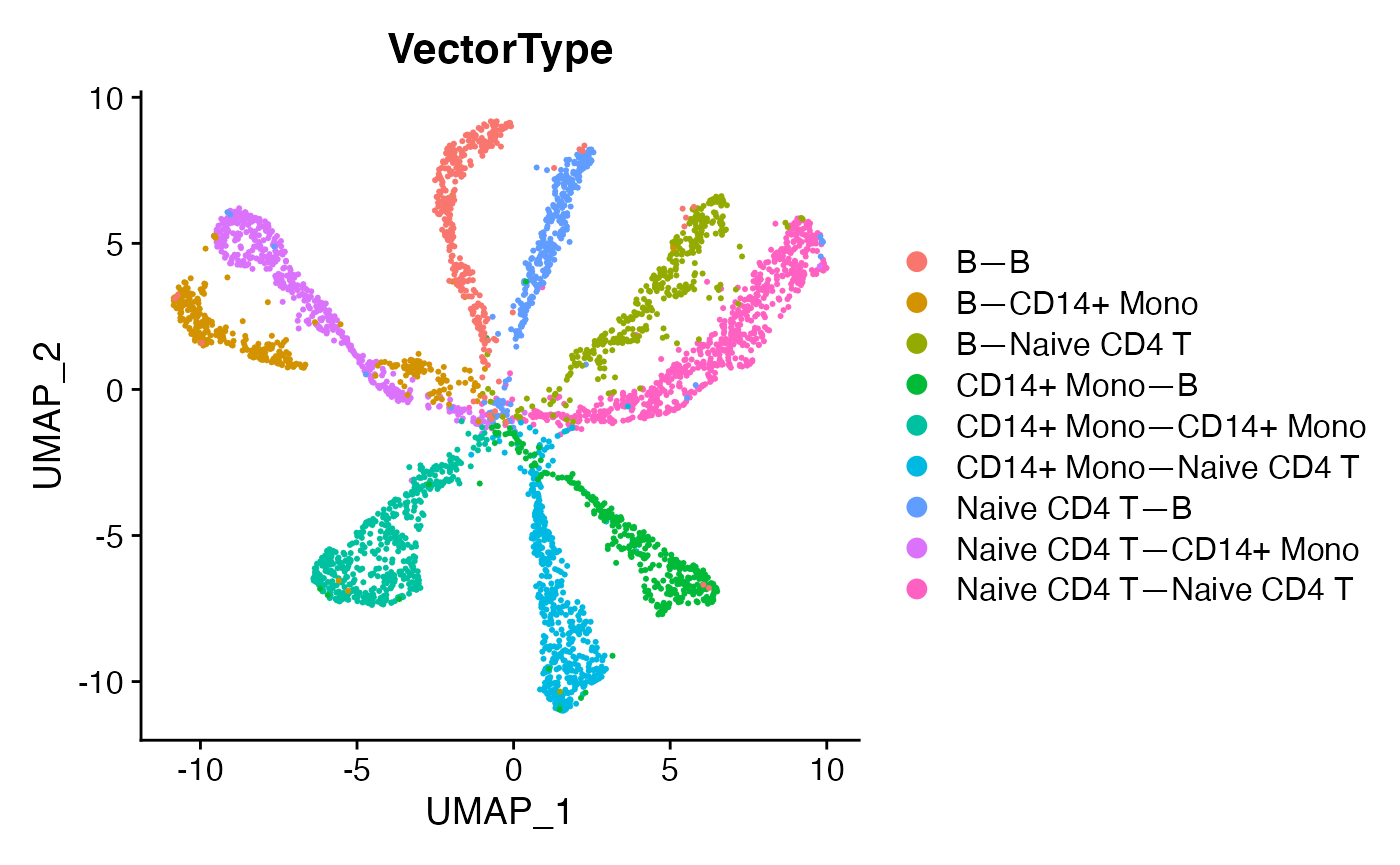 VectorType
10
5
0
-5
-10
UMAP_2
-10
-5
0
5
10
UMAP_1
B—B
B—CD14+ Mono
B—Naive CD4 T
CD14+ Mono—B
CD14+ Mono—CD14+ Mono
CD14+ Mono—Naive CD4 T
Naive CD4 T—B
Naive CD4 T—CD14+ Mono
Naive CD4 T—Naive CD4 T